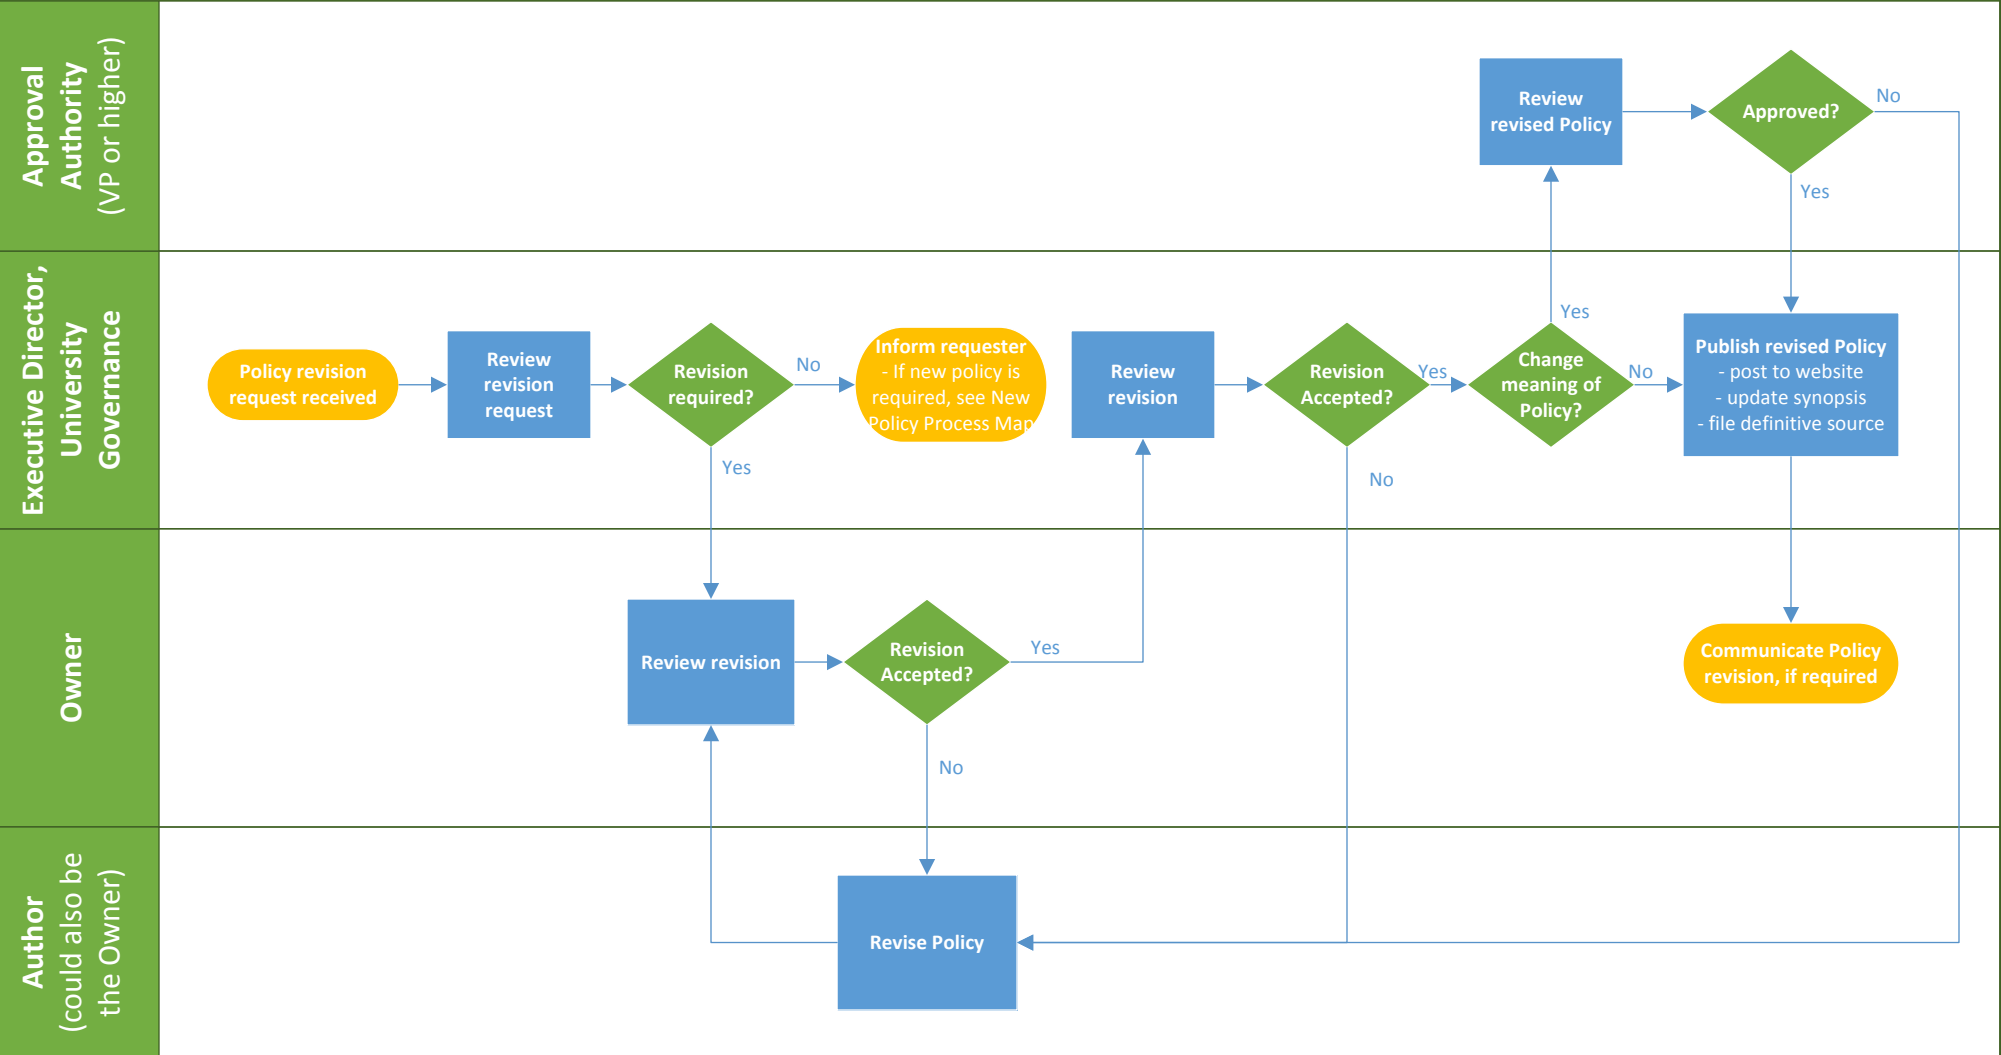 Approval
Authority
(VP or higher)
Review
revised Policy
Approved?
No
Yes
Executive Director,
University
Governance
Policy revision
request received
Review
revision
request
Revision
required?
No
Yes
Inform requester
- If new policy is
required, see New
Policy Process Map
Review
revision
Revision
Accepted?
Yes
No
Change
meaning of
Policy?
Yes
No
Publish revised Policy
- post to website
- update synopsis
- file definitive source
Owner
Review revision
Revision
Accepted?
Yes
No
Communicate Policy
revision, if required
Author
(could also be
the Owner)
Revise Policy